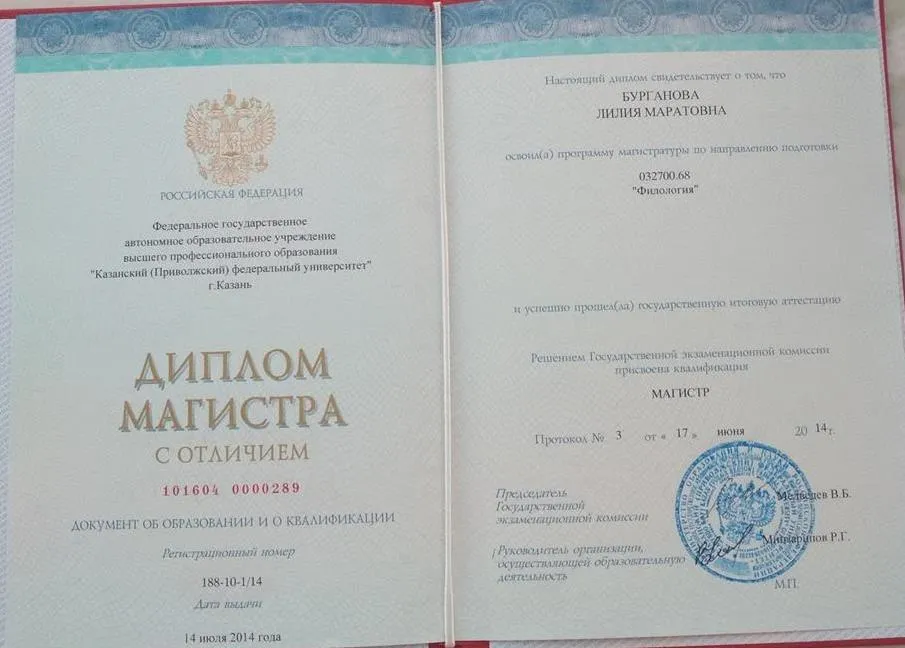 РОССИЙСКАЯ ФЕДЕРАЦИЯ
Федеральное государственное
автономное образовательное учреждение
высшего профессионального образования
"Казанский (Приволжский) федеральный университет"
г.Казань
ДИПЛОМ
МАГИСТРА
С ОТЛИЧИЕМ
101604 0000289
ДОКУМЕНТ ОБ ОБРАЗОВАНИИ И О КВАЛИФИКАЦИИ
Регистрационный номер
188-10-1/14
Дата выдачи
14 июля 2014 года
Настоящий диплом свидетельствует о том, что
БУРГАНОВА
ЛИЛИЯ МАРАТОВНА
освоил(а) программу магистратуры по направлению подготовки
032700.68
"Филология"
и успешно прошел(ла) государственную итоговую аттестацию
Решением Государственной экзаменационной комиссии
присвоена квалификация
МАГИСТР
Протокол № 3 от « 17 » июня 20 14 г.
Председатель
Государственной
экзаменационной комиссии
Медведев В.Б.
Руководитель организации,
осуществляющей образовательную
деятельность
Минзарипов Р.Г.
М.П.